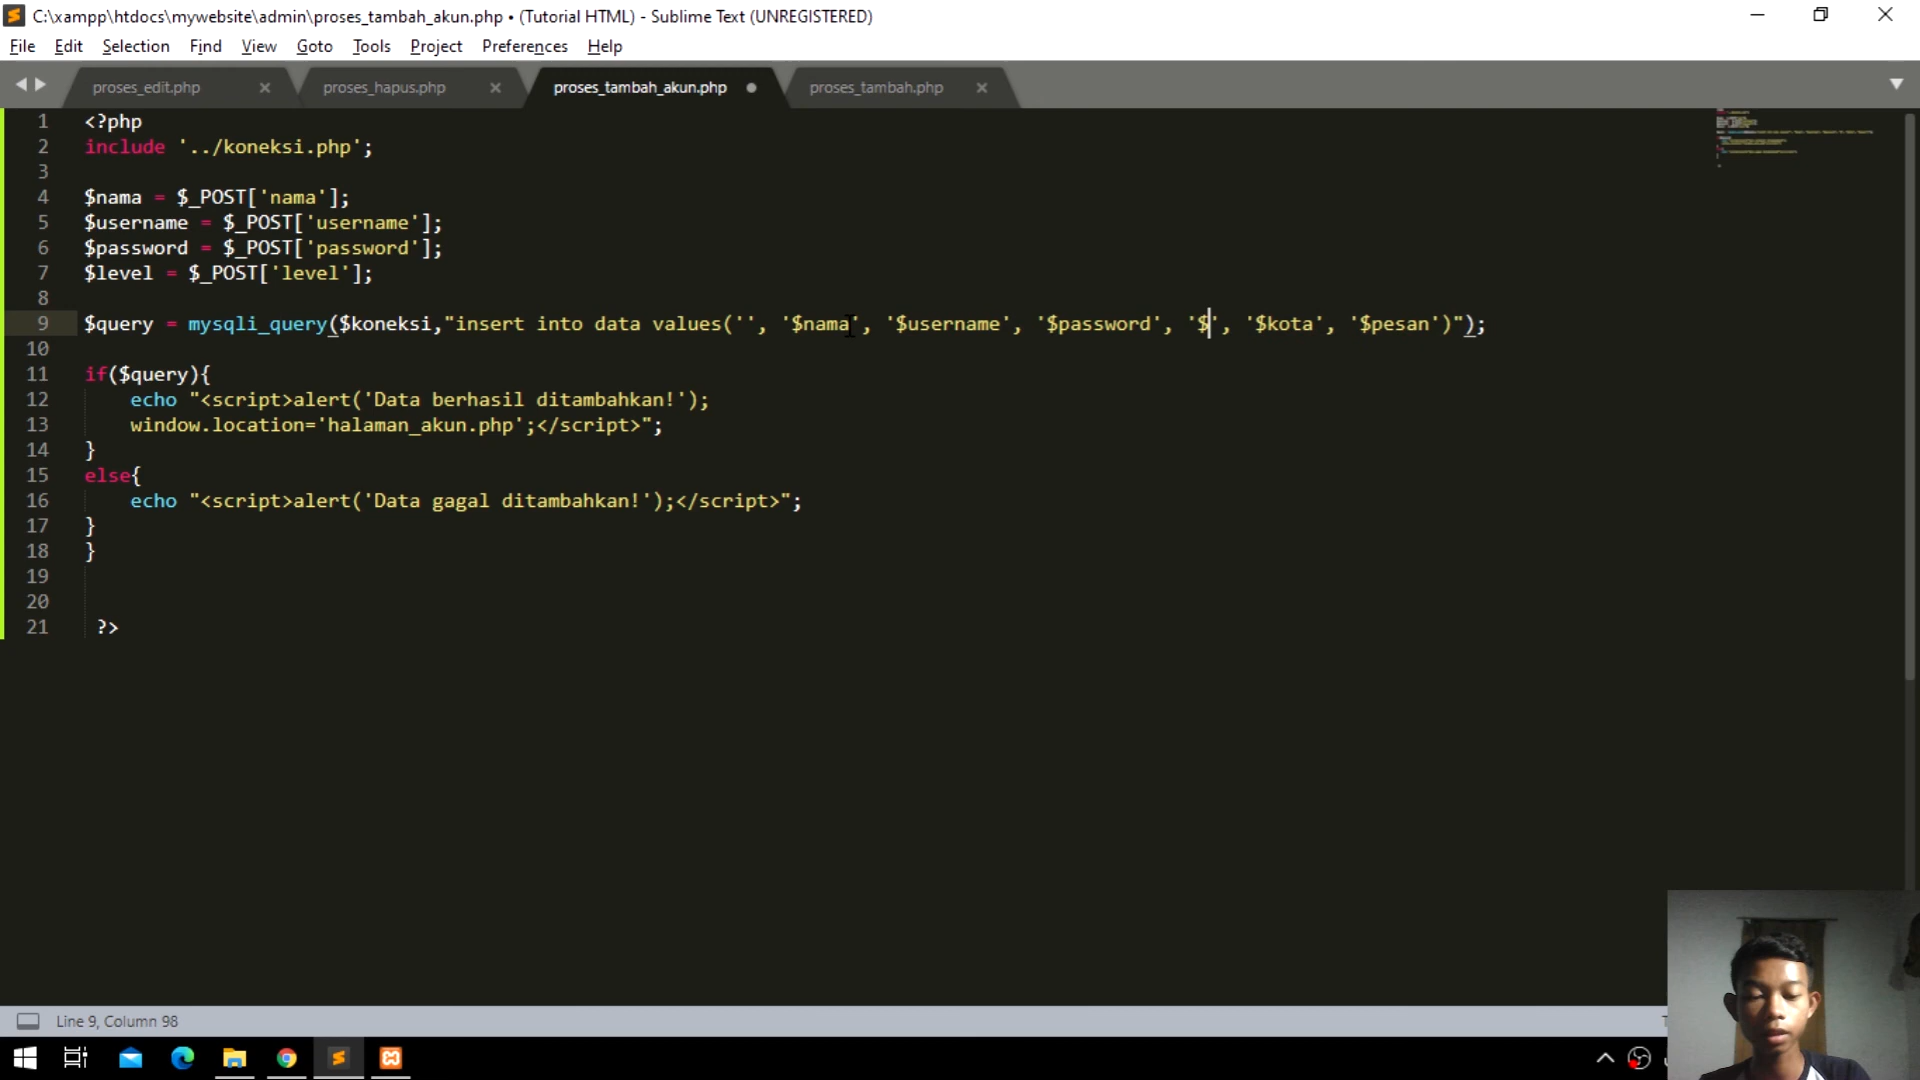 C:\xampp\htdocs\mywebsite\admin\proses_tambah_akun.php • (Tutorial HTML) - Sublime Text (UNREGISTERED)
File Edit Selection Find View Goto Tools Project Preferences Help
proses_edit.php proses_hapus.php proses_tambah_akun.php proses_tambah.php
1 <?php
2 include '../koneksi.php';
3
4 $nama = $_POST['nama'];
5 $username = $_POST['username'];
6 $password = $_POST['password'];
7 $level = $_POST['level'];
8
9 $query = mysqli_query($koneksi,"insert into data values('', '$nama', '$username', '$password', '$', '$kota', '$pesan')");
10
11 if($query){
12 echo "<script>alert('Data berhasil ditambahkan!');
13 window.location='halaman_akun.php';</script>";
14 }
15 else{
16 echo "<script>alert('Data gagal ditambahkan!');</script>";
17 }
18 }
19
20
21 ?>
Line 9, Column 98